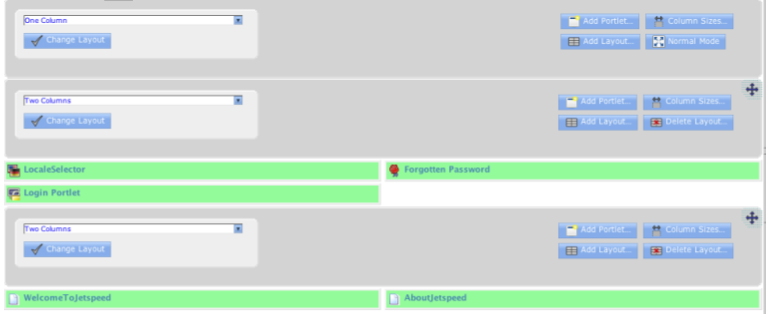 One Column
Add Portlet... Column Sizes...
Change Layout
Add Layout... Normal Mode
Two Columns
Add Portlet... Column Sizes...
Change Layout
Add Layout... Delete Layout...
LocaleSelector Forgotten Password
Login Portlet
Two Columns
Add Portlet... Column Sizes...
Change Layout
Add Layout... Delete Layout...
WelcomeToJetspeed AboutJetspeed